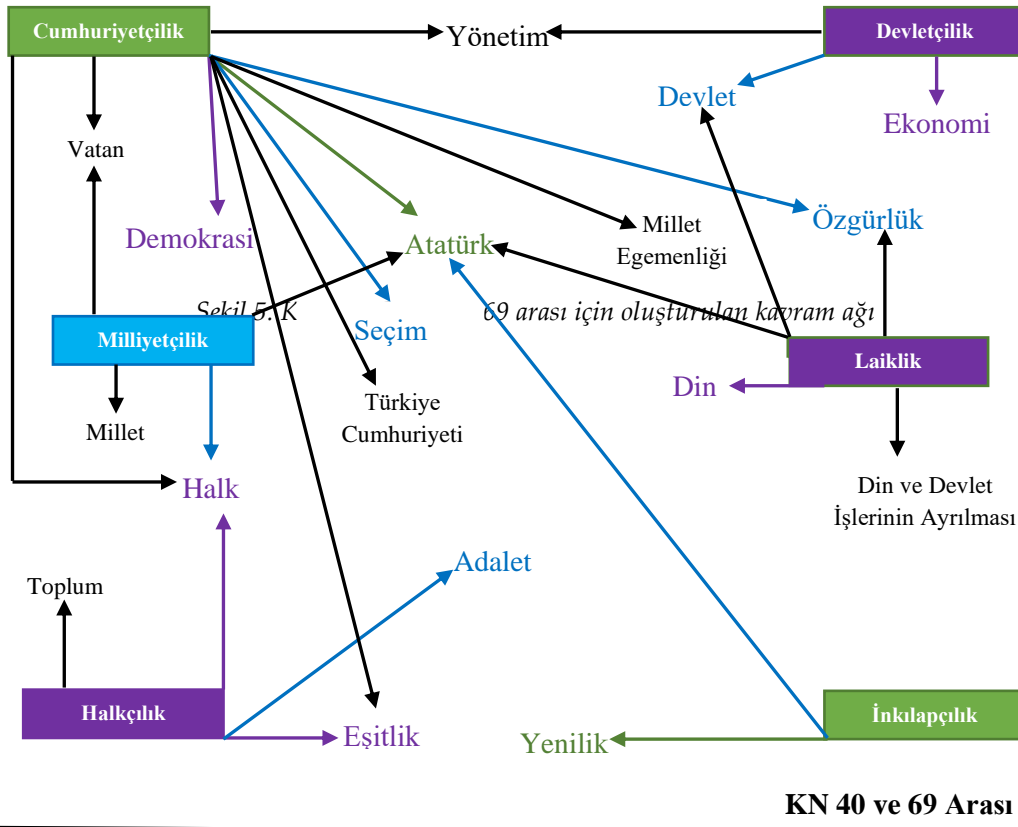 Cumhuriyetçilik
Yönetim
Devletçilik
Devlet
Ekonomi
Vatan
Demokrasi
Atatürk
Millet
Egemenliği
Özgürlük
Şekil 5. K
69 arası için oluşturulan kavram ağı
Seçim
Milliyetçilik
Laiklik
Din
Türkiye
Cumhuriyeti
Millet
Halk
Din ve Devlet
İşlerinin Ayrılması
Adalet
Toplum
Halkçılık
Eşitlik
Yenilik
İnkılapçılık
KN 40 ve 69 Arası